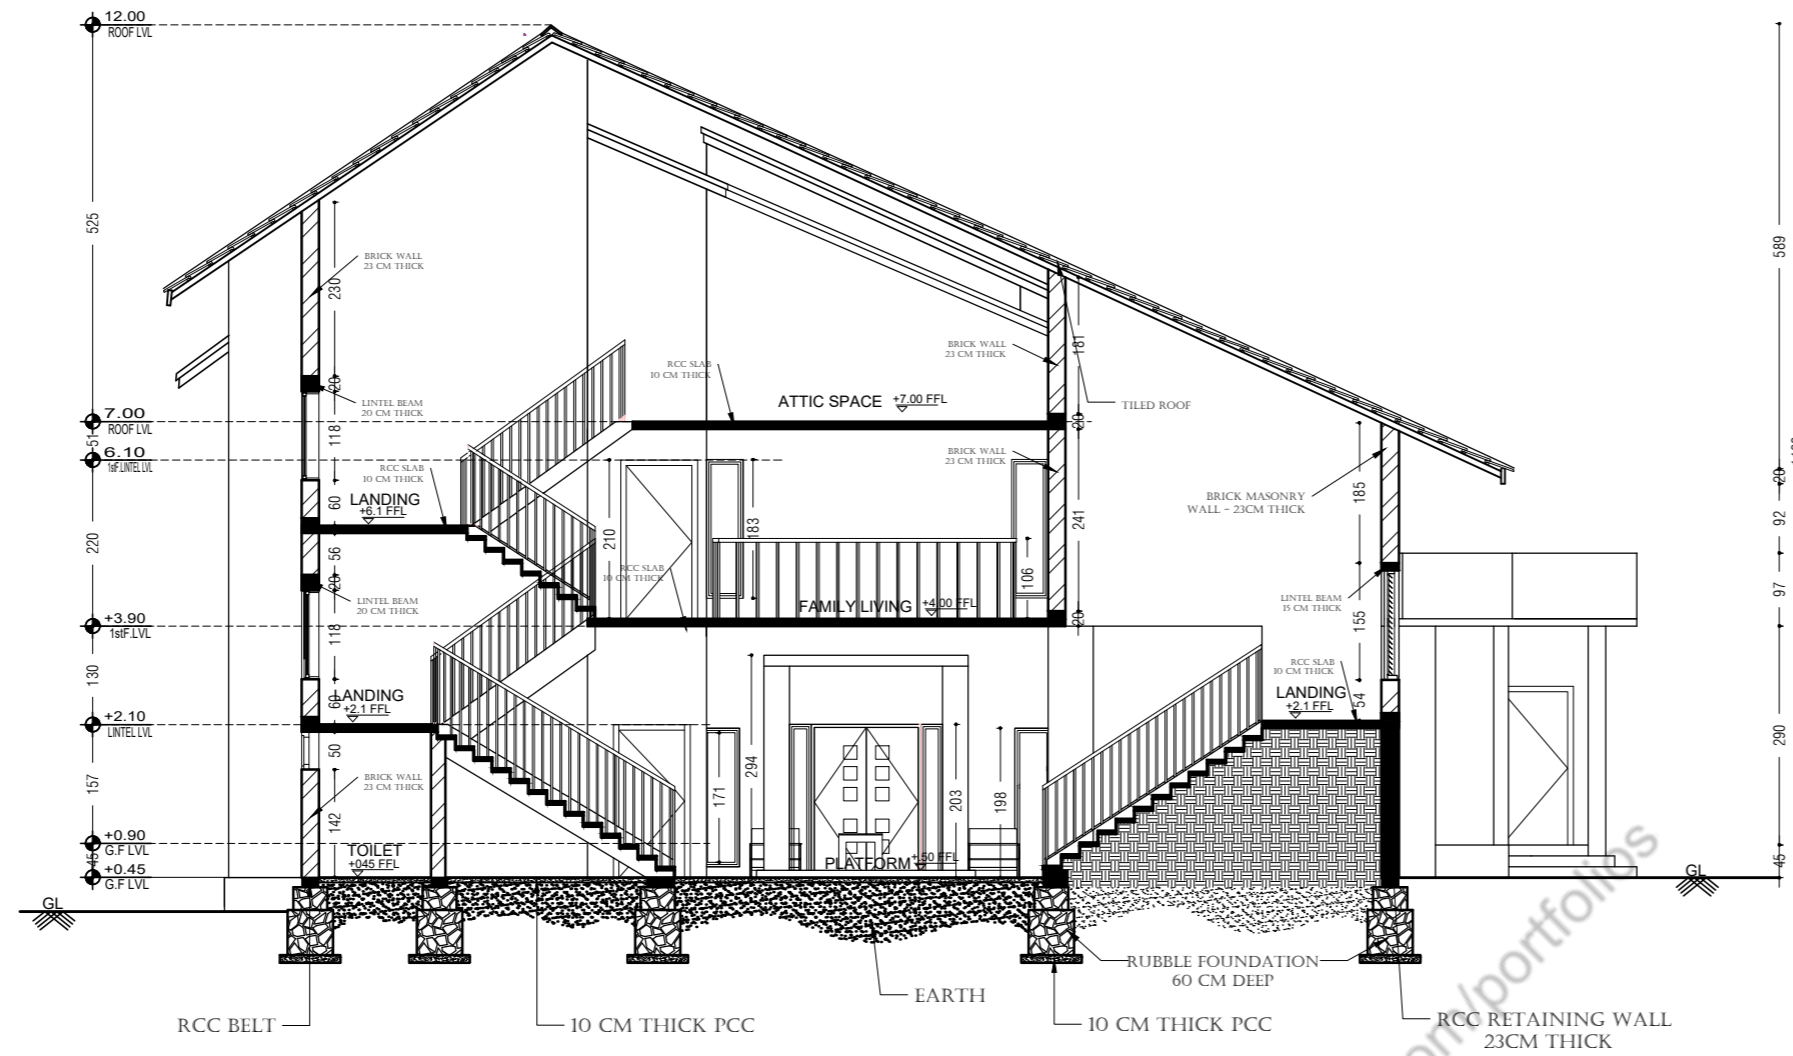 12.00
ROOF LVL
525
7.00
ROOF LVL
51
6.10
1stF.LINTEL LVL
220
+3.90
1stF.LVL
130
+2.10
LINTEL LVL
157
+0.90
G.F LVL
45
+0.45
G.F LVL
GL
BRICK WALL
23 CM THICK
230
20
LINTEL BEAM
20 CM THICK
118
RCC SLAB
10 CM THICK
60
LANDING
+6.1 FFL
56
20
LINTEL BEAM
20 CM THICK
118
60
LANDING
+2.1 FFL
50
BRICK WALL
23 CM THICK
142
TOILET
+045 FFL
RCC SLAB
10 CM THICK
ATTIC SPACE
+7.00 FFL
BRICK WALL
23 CM THICK
181
TILED ROOF
20
BRICK WALL
23 CM THICK
210
183
241
RCC SLAB
10 CM THICK
106
FAMILY LIVING
+4.00 FFL
20
294
171
203
198
PLATFORM
+.50 FFL
BRICK MASONRY
WALL - 23CM THICK
185
LINTEL BEAM
15 CM THICK
155
RCC SLAB
10 CM THICK
LANDING
+2.1 FFL
54
589
20
92
97
290
45
GL
RUBBLE FOUNDATION
60 CM DEEP
EARTH
RCC BELT
10 CM THICK PCC
10 CM THICK PCC
RCC RETAINING WALL
23CM THICK
om/portfolios